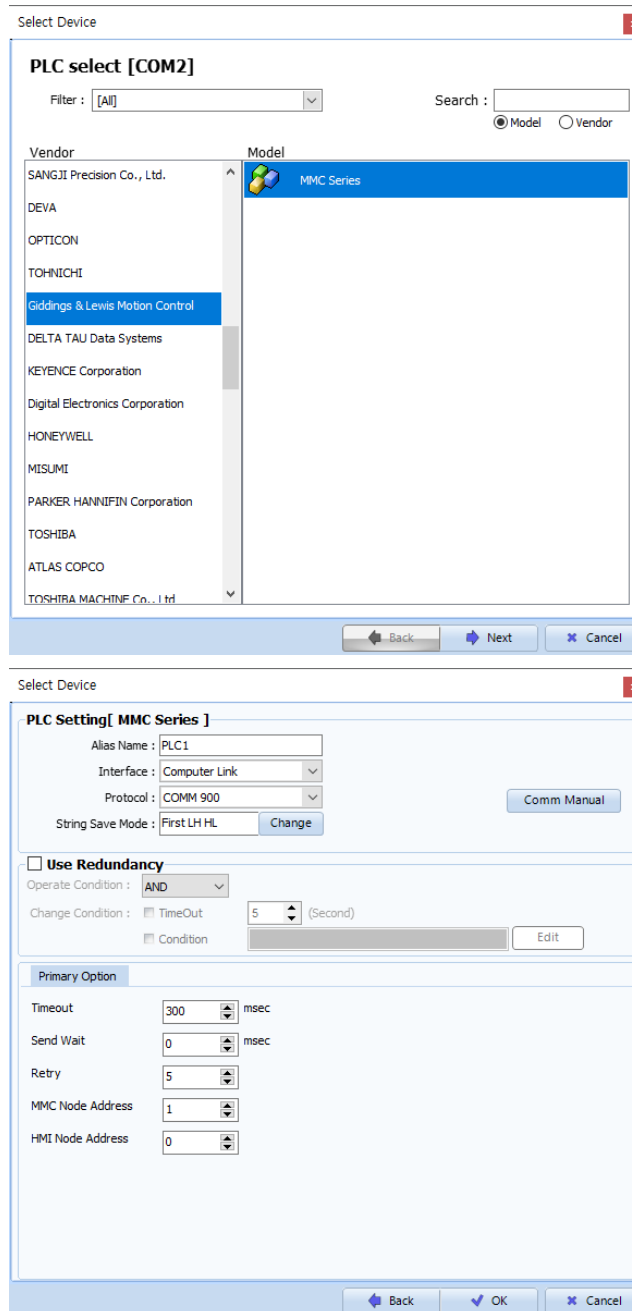 Select Device
PLC select [COM2]
Filter : [All] Search :
Model Vendor
Vendor Model
SANGJI Precision Co., Ltd. MMC Series
DEVA
OPTICON
TOHNICHI
Giddings & Lewis Motion Control
DELTA TAU Data Systems
KEYENCE Corporation
Digital Electronics Corporation
HONEYWELL
MISUMI
PARKER HANNIFIN Corporation
TOSHIBA
ATLAS COPCO
TOSHIBA MACHINE Co., Ltd
Back Next Cancel
Select Device
PLC Setting[ MMC Series ]
Alias Name : PLC1
Interface : Computer Link
Protocol : COMM 900 Comm Manual
String Save Mode : First LH HL Change
Use Redundancy
Operate Condition : AND
Change Condition : TimeOut 5 (Second)
Condition Edit
Primary Option
Timeout 300 msec
Send Wait 0 msec
Retry 5
MMC Node Address 1
HMI Node Address 0
Back OK Cancel